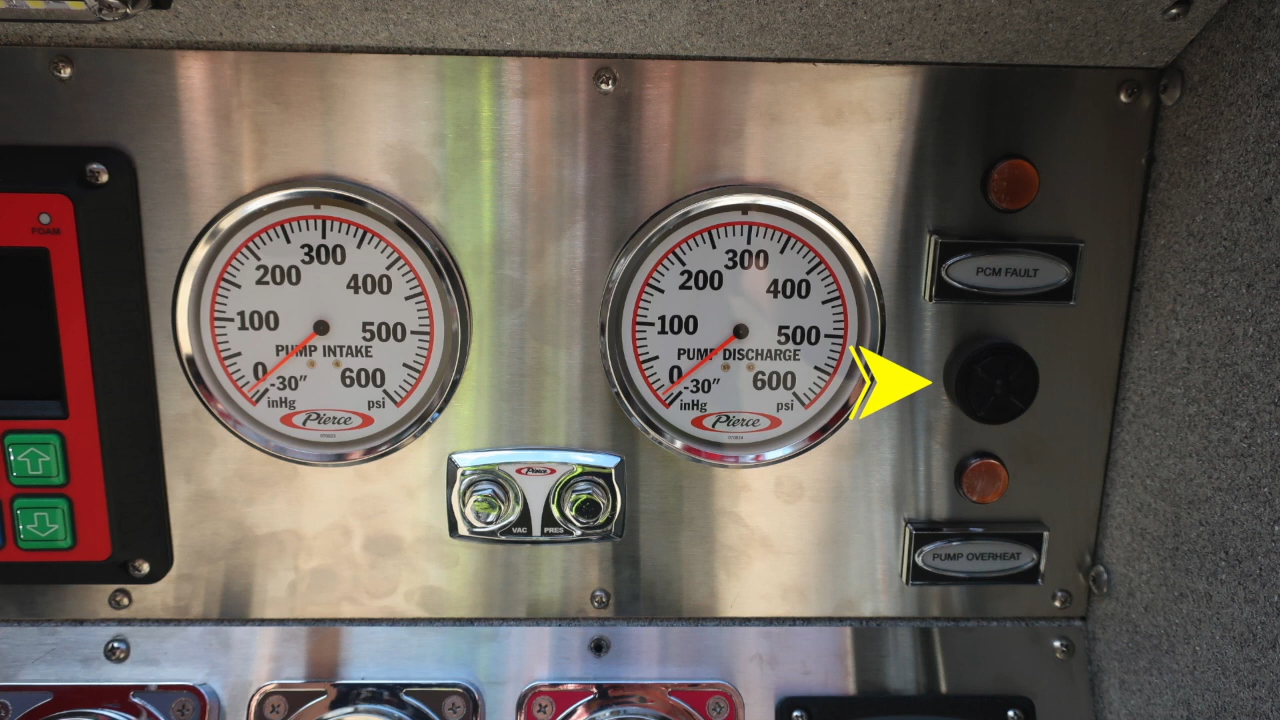 FOAM
300
200
400
100
500
PUMP INTAKE
0
-30"
600
inHg
psi
Pierce
300
200
400
100
500
PUMP DISCHARGE
0
-30"
600
inHg
psi
Pierce
PCM FAULT
Pierce
VAC PRES
PUMP OVERHEAT